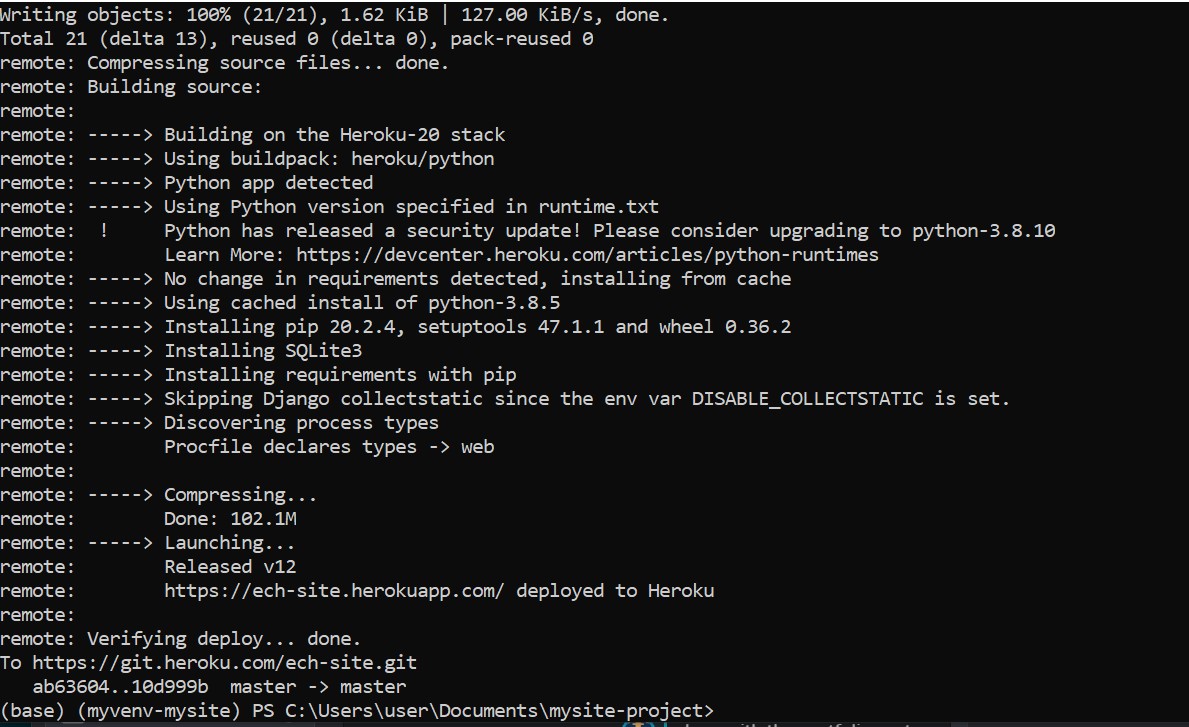 Writing objects: 100% (21/21), 1.62 KiB | 127.00 KiB/s, done.
Total 21 (delta 13), reused 0 (delta 0), pack-reused 0
remote: Compressing source files... done.
remote: Building source:
remote:
remote: -----> Building on the Heroku-20 stack
remote: -----> Using buildpack: heroku/python
remote: -----> Python app detected
remote: -----> Using Python version specified in runtime.txt
remote:  !     Python has released a security update! Please consider upgrading to python-3.8.10
remote:        Learn More: https://devcenter.heroku.com/articles/python-runtimes
remote: -----> No change in requirements detected, installing from cache
remote: -----> Using cached install of python-3.8.5
remote: -----> Installing pip 20.2.4, setuptools 47.1.1 and wheel 0.36.2
remote: -----> Installing SQLite3
remote: -----> Installing requirements with pip
remote: -----> Skipping Django collectstatic since the env var DISABLE_COLLECTSTATIC is set.
remote: -----> Discovering process types
remote:        Procfile declares types -> web
remote:
remote: -----> Compressing...
remote:        Done: 102.1M
remote: -----> Launching...
remote:        Released v12
remote:        https://ech-site.herokuapp.com/ deployed to Heroku
remote:
remote: Verifying deploy... done.
To https://git.heroku.com/ech-site.git
   ab63604..10d999b  master -> master
(base) (myvenv-mysite) PS C:\Users\user\Documents\mysite-project>